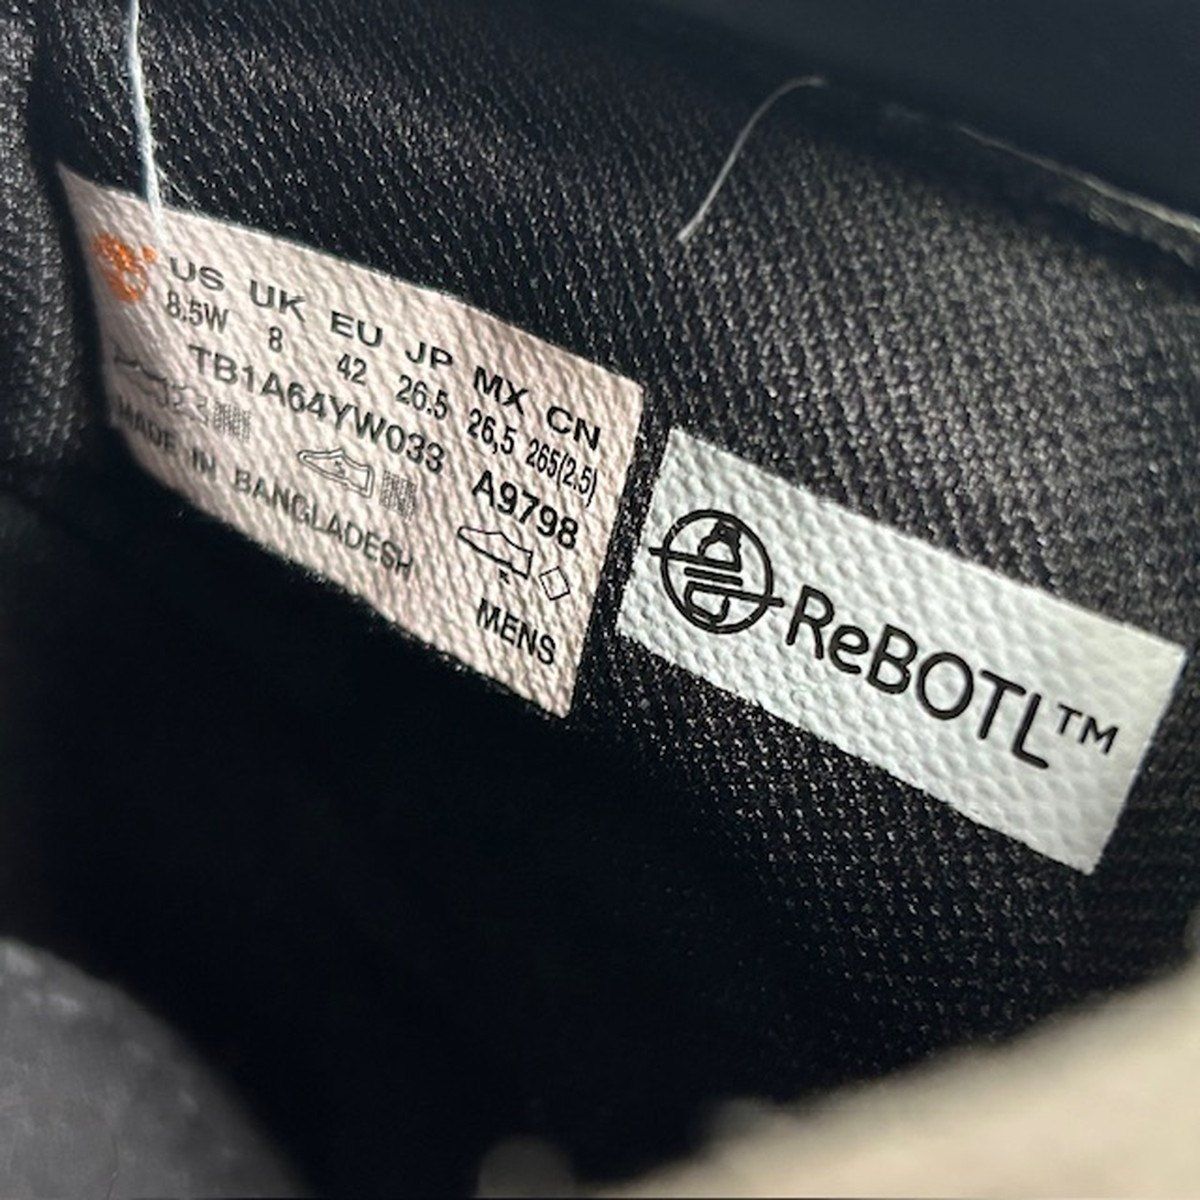 US UK EU JP MX CN
8.5W 8 42 26.5 26,5 265(2.5)
TB1A64YW033 A9798
MADE IN BANGLADESH
MENS
ReBOTL™